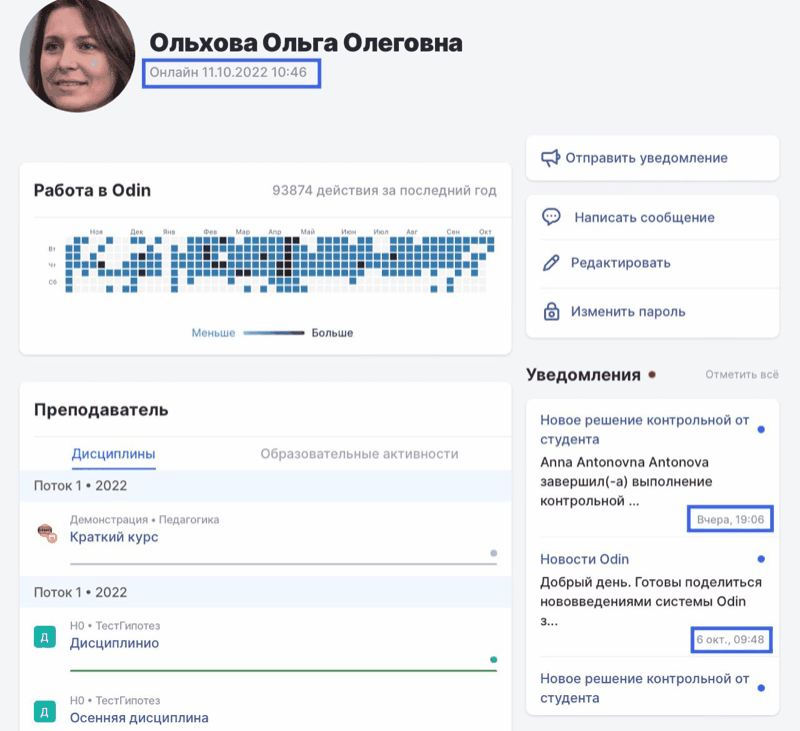 Ольхова Ольга Олеговна
Онлайн 11.10.2022 10:46
Работа в Odin
93874 действия за последний год
Ноя Дек Янв Фев Мар Апр Май Июн Июл Авг Сен Окт
Вт
Чт
Сб
Меньше
Больше
Преподаватель
Дисциплины
Образовательные активности
Поток 1 • 2022
Демонстрация • Педагогика
Краткий курс
Поток 1 • 2022
Д
Н0 • ТестГипотез
Дисциплинио
Д
Н0 • ТестГипотез
Осенняя дисциплина
Отправить уведомление
Написать сообщение
Редактировать
Изменить пароль
Уведомления
Отметить всё
Новое решение контрольной от
студента
Anna Antonovna Antonova
завершил(-а) выполнение
контрольной ...
Вчера, 19:06
Новости Odin
Добрый день. Готовы поделиться
нововведениями системы Odin
з...
6 окт., 09:48
Новое решение контрольной от
студента